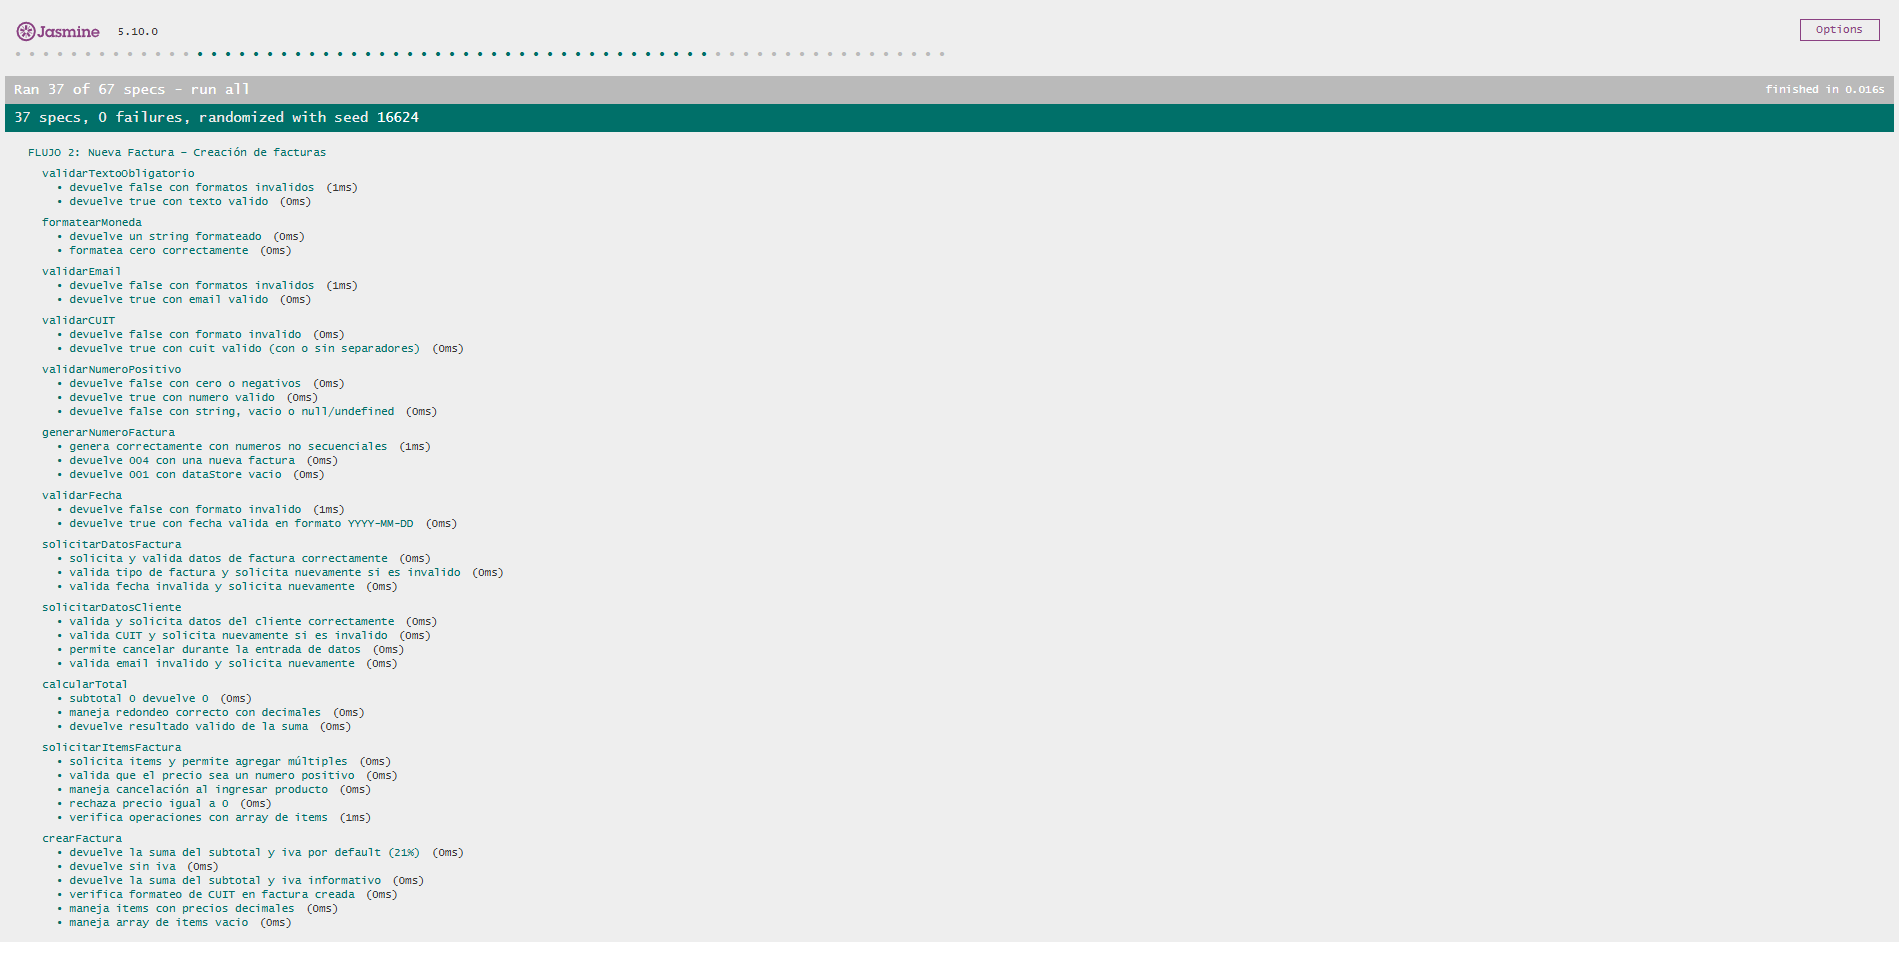 Jasmine 5.10.0
Options
Ran 37 of 67 specs - run all
finished in 0.016s
37 specs, 0 failures, randomized with seed 16624
FLUJO 2: Nueva Factura - Creación de facturas
validarTextoObligatorio
• devuelve false con formatos invalidos (1ms)
• devuelve true con texto valido (0ms)
formatearMoneda
• devuelve un string formateado (0ms)
• formatea cero correctamente (0ms)
validarEmail
• devuelve false con formatos invalidos (1ms)
• devuelve true con email valido (0ms)
validarCUIT
• devuelve false con formato invalido (0ms)
• devuelve true con cuit valido (con o sin separadores) (0ms)
validarNumeroPositivo
• devuelve false con cero o negativos (0ms)
• devuelve true con numero valido (0ms)
• devuelve false con string, vacio o null/undefined (0ms)
generarNumeroFactura
• genera correctamente con numeros no secuenciales (1ms)
• devuelve 004 con una nueva factura (0ms)
• devuelve 001 con dataStore vacio (0ms)
validarFecha
• devuelve false con formato invalido (1ms)
• devuelve true con fecha valida en formato YYYY-MM-DD (0ms)
solicitarDatosFactura
• solicita y valida datos de factura correctamente (0ms)
• valida tipo de factura y solicita nuevamente si es invalido (0ms)
• valida fecha invalida y solicita nuevamente (0ms)
solicitarDatosCliente
• valida y solicita datos del cliente correctamente (0ms)
• valida CUIT y solicita nuevamente si es invalido (0ms)
• permite cancelar durante la entrada de datos (0ms)
• valida email invalido y solicita nuevamente (0ms)
calcularTotal
• subtotal 0 devuelve 0 (0ms)
• maneja redondeo correcto con decimales (0ms)
• devuelve resultado valido de la suma (0ms)
solicitarItemsFactura
• solicita items y permite agregar múltiples (0ms)
• valida que el precio sea un numero positivo (0ms)
• maneja cancelación al ingresar producto (0ms)
• rechaza precio igual a 0 (0ms)
• verifica operaciones con array de items (1ms)
crearFactura
• devuelve la suma del subtotal y iva por default (21%) (0ms)
• devuelve sin iva (0ms)
• devuelve la suma del subtotal y iva informativo (0ms)
• verifica formateo de CUIT en factura creada (0ms)
• maneja items con precios decimales (0ms)
• maneja array de items vacio (0ms)